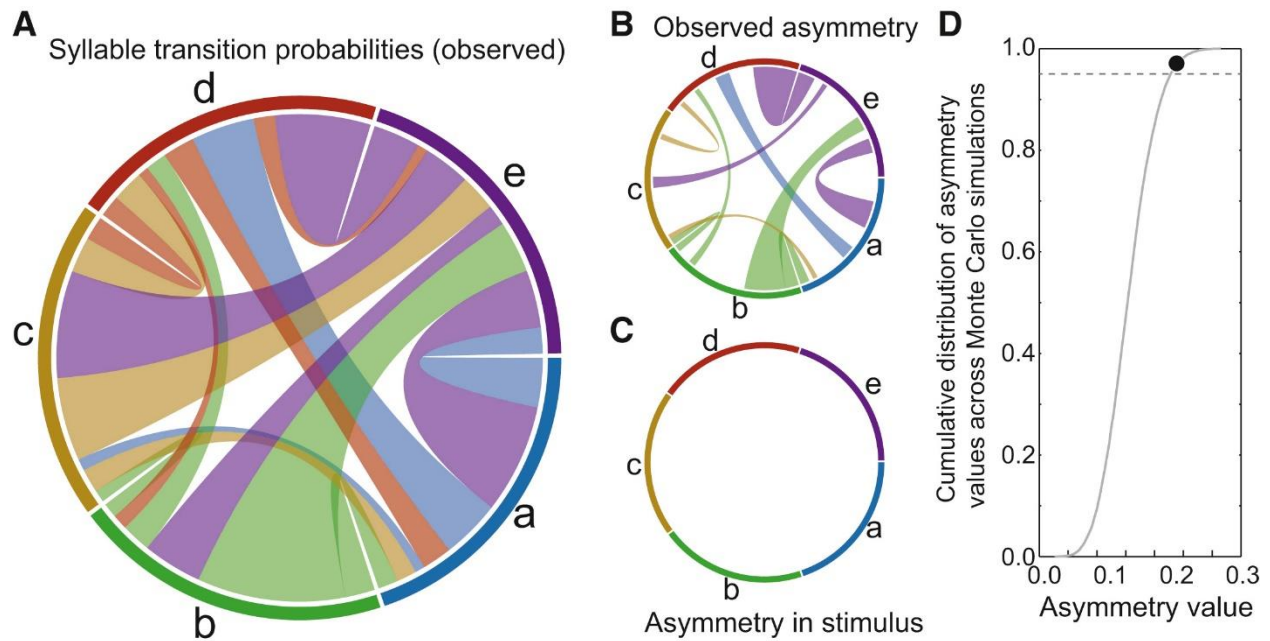 A
Syllable transition probabilities (observed)
d
e
c
a
b
B
Observed asymmetry
d
e
c
a
b
C
d
e
c
a
b
Asymmetry in stimulus
D
Cumulative distribution of asymmetry
values across Monte Carlo simulations
1.0
0.8
0.6
0.4
0.2
0.0
0.0
0.1
0.2
0.3
Asymmetry value